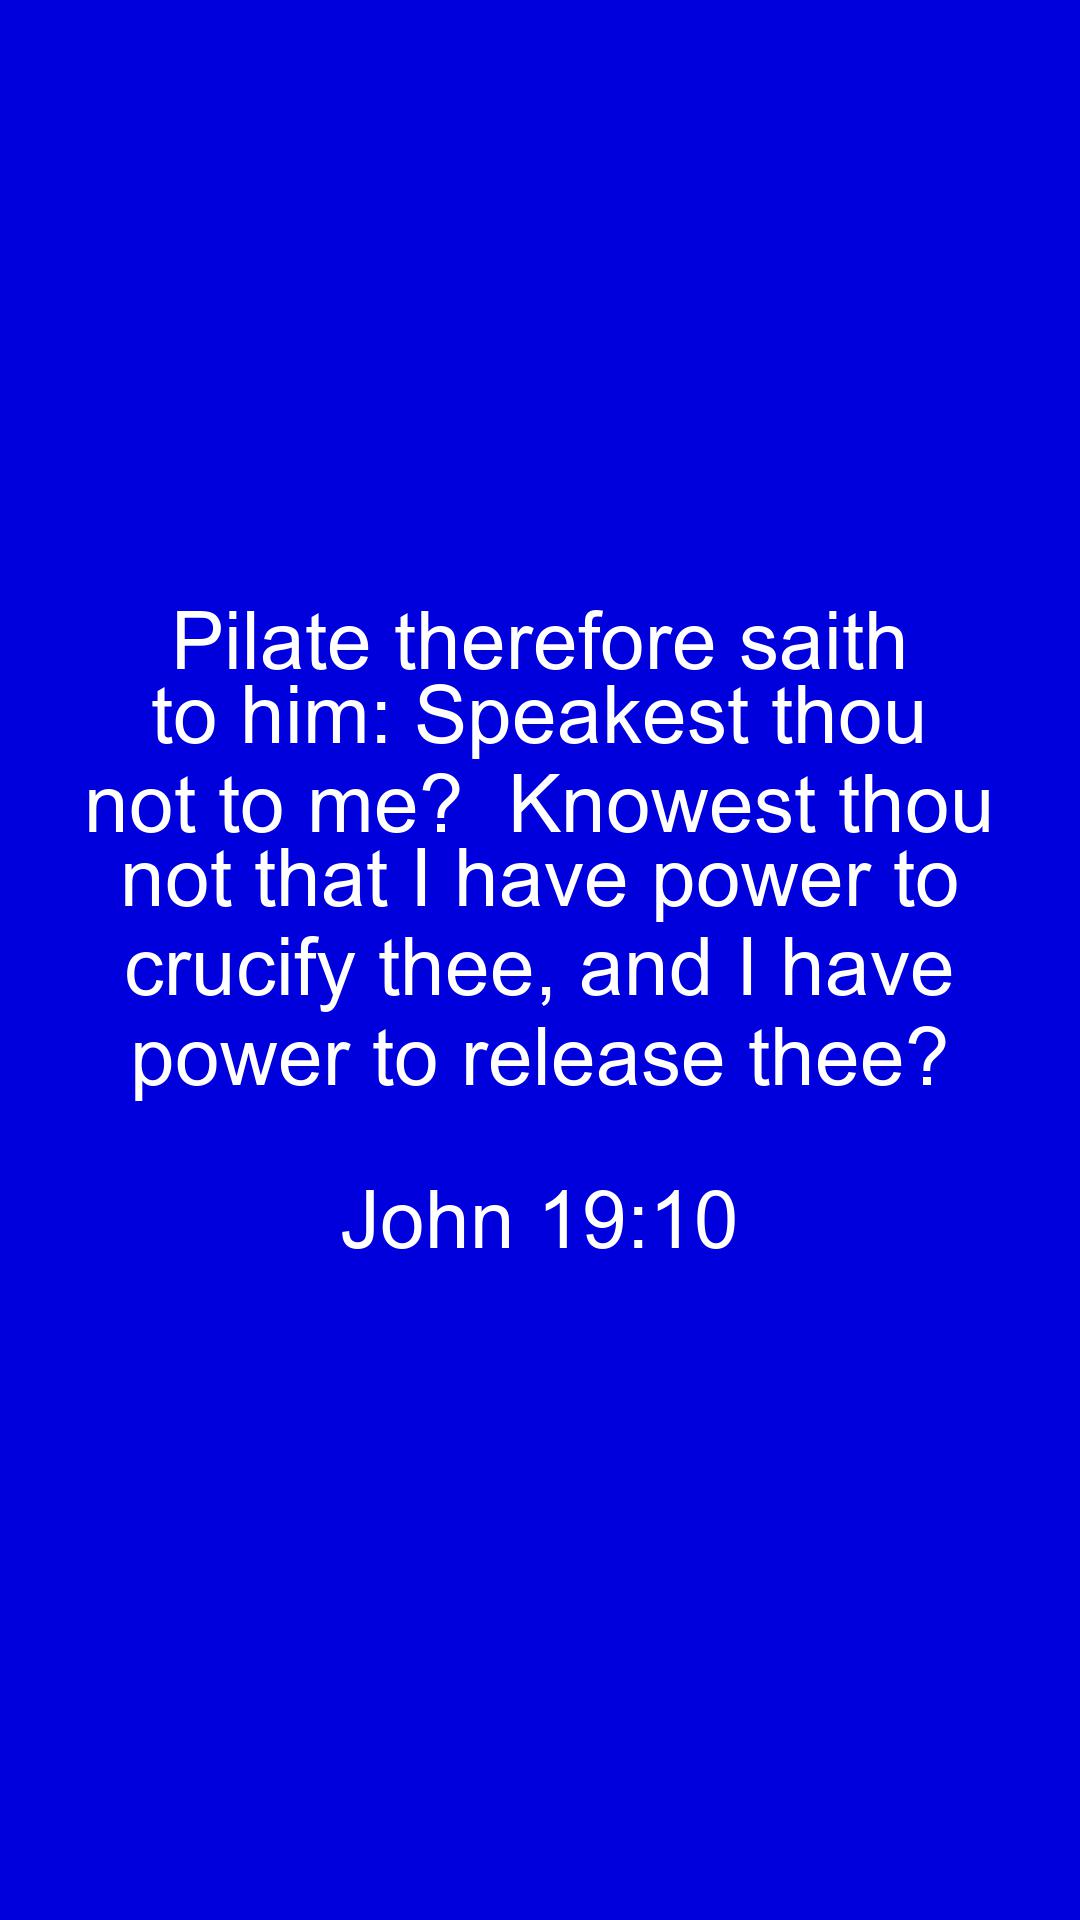 Pilate therefore saith
to him: Speakest thou
not to me?  Knowest thou
not that I have power to
crucify thee, and I have
power to release thee?
John 19:10